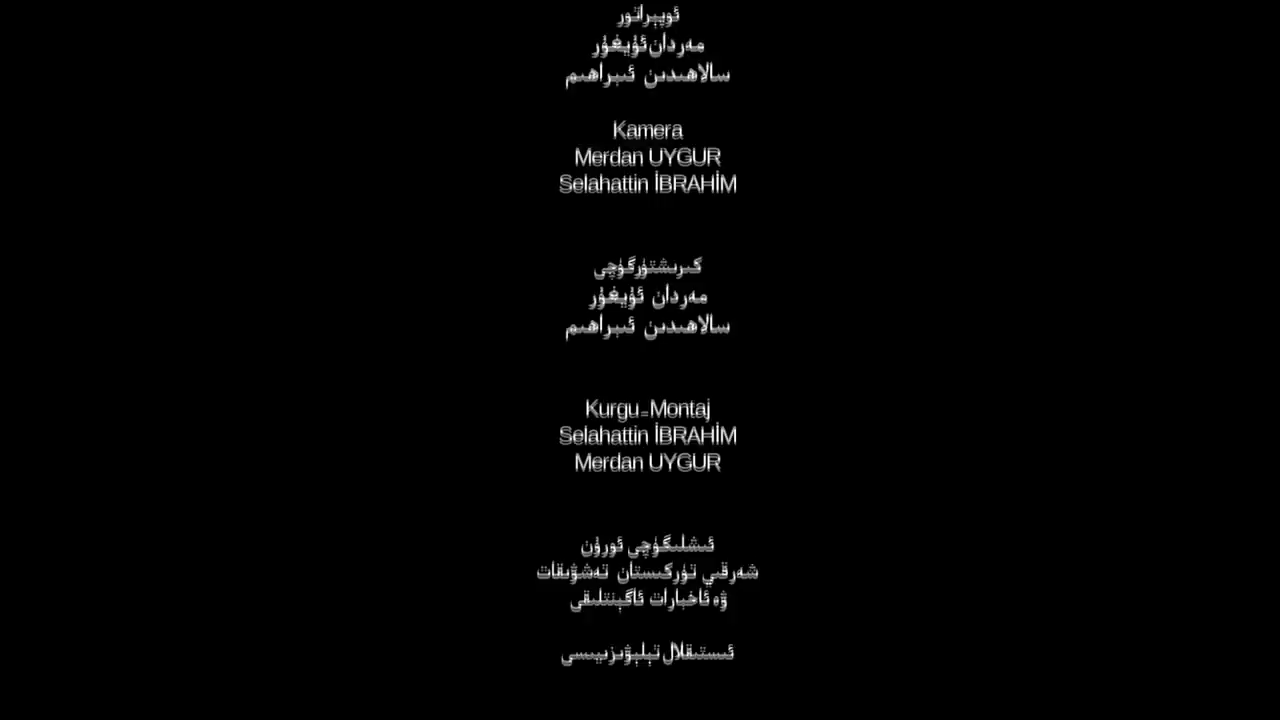 ئوپېراتور
مەردان ئۇيغۇر
سالاھىدىن ئىبراھىم
Kamera
Merdan UYGUR
Selahattin İBRAHİM
كىرىشتۈرگۈچى
مەردان ئۇيغۇر
سالاھىدىن ئىبراھىم
Kurgu-Montaj
Selahattin İBRAHİM
Merdan UYGUR
ئىشلىگۈچى ئورۇن
شەرقىي تۈركىستان تەشۋىقات
ۋە ئاخبارات ئاگېنتلىقى
ئىستىقلال تېلېۋىزىيىسى